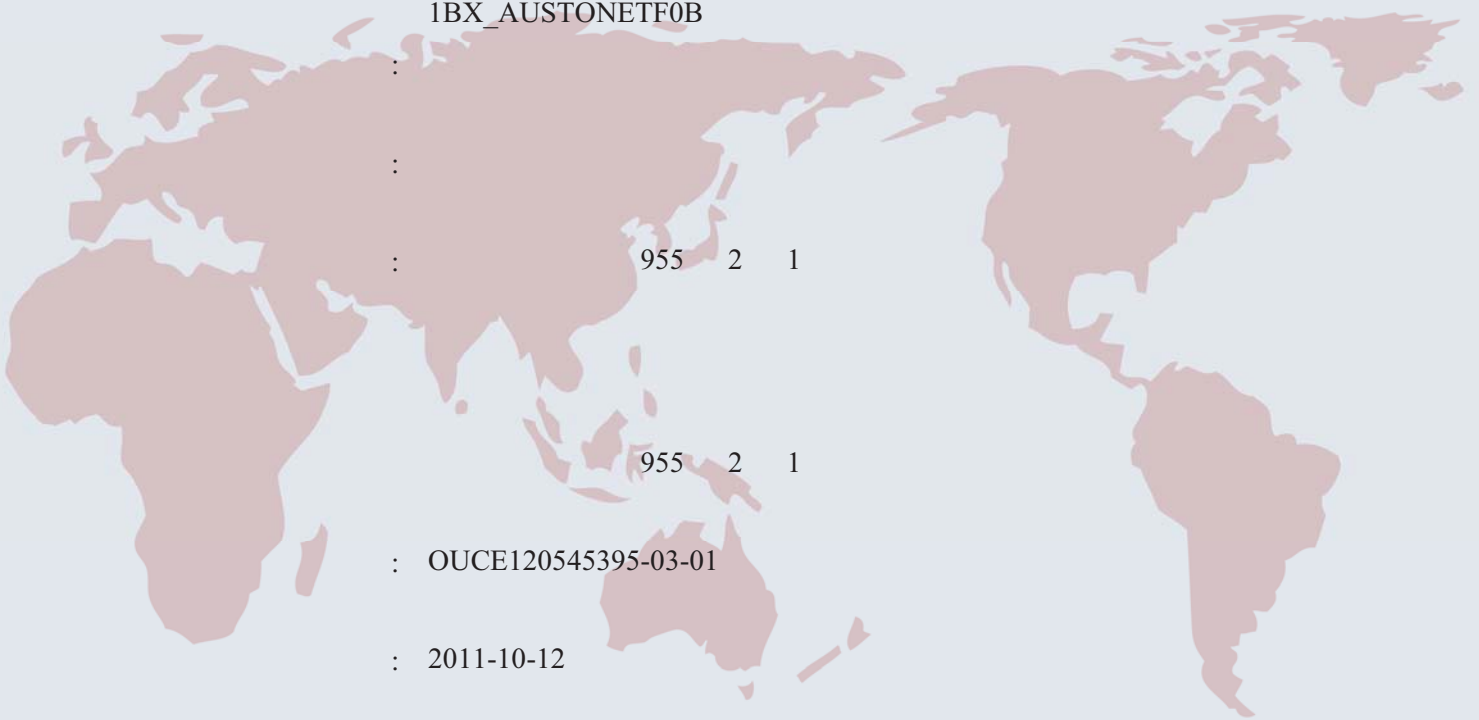 1BX_AUSTONETF0B
:
:
: 955 2 1
955 2 1
: OUCE120545395-03-01
: 2011-10-12